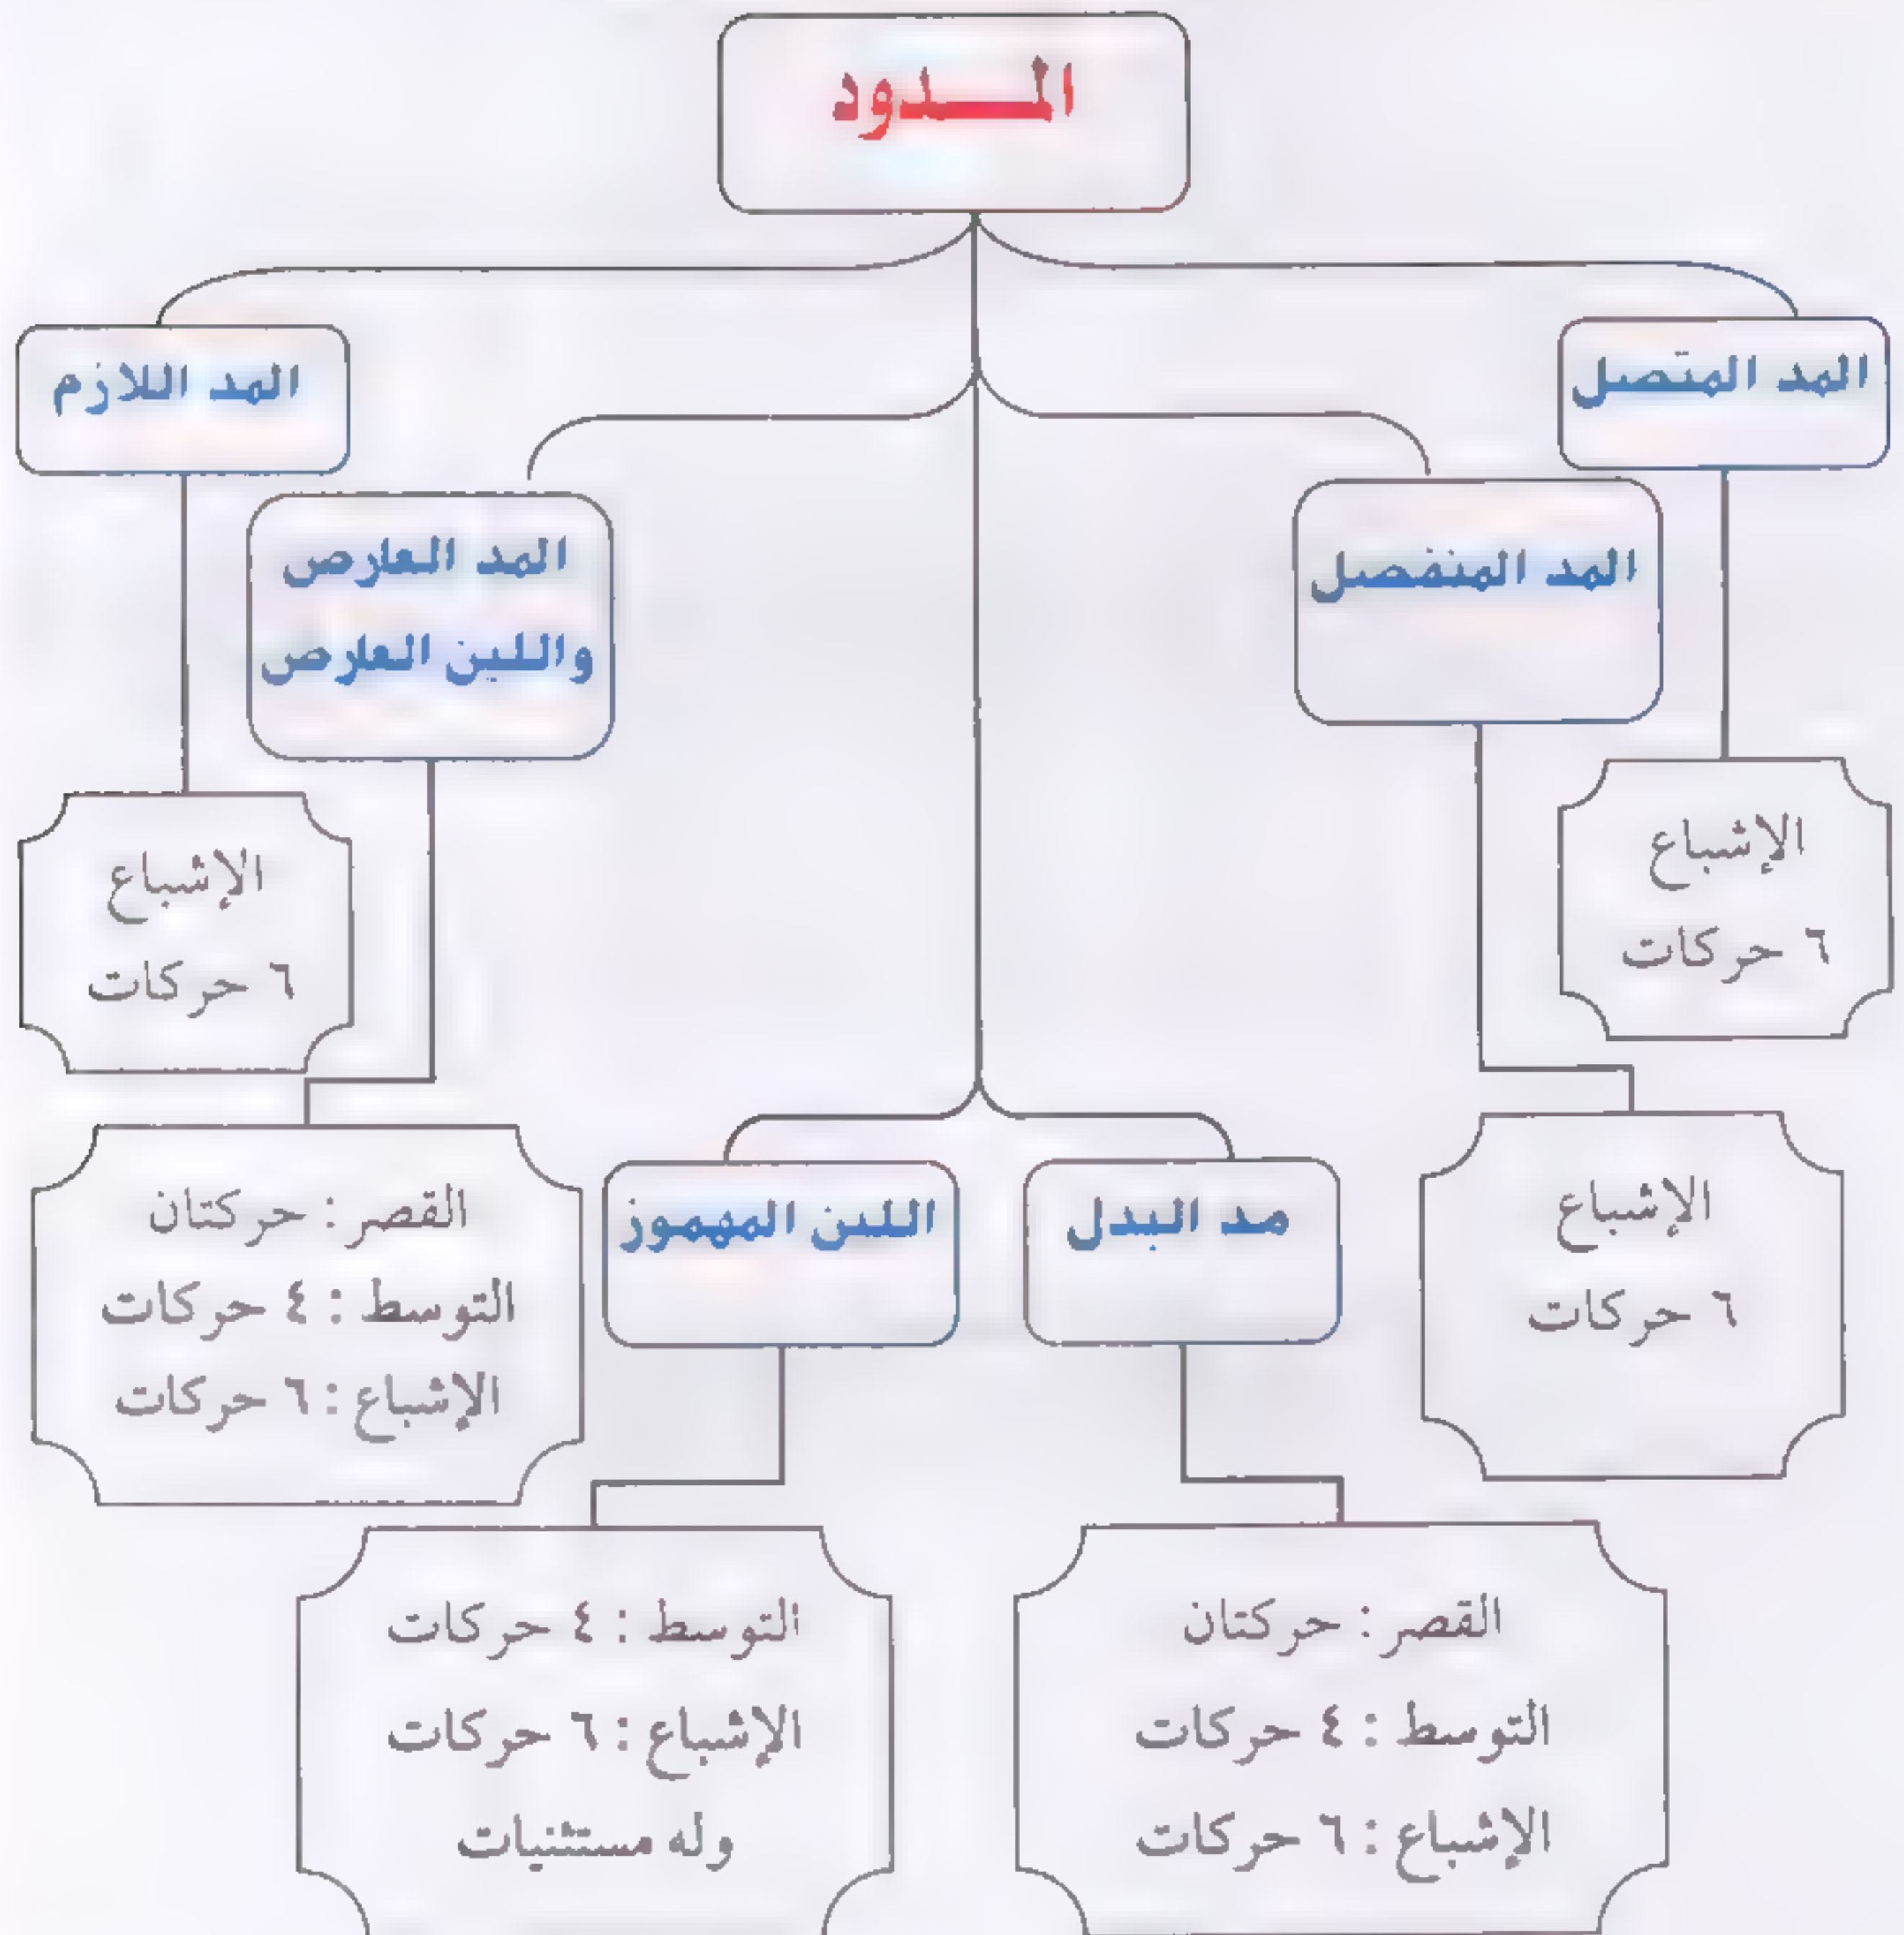 المــدود
المد المتصل
المد اللازم
المد المنفصل
المد العارض
واللين العارض
الإشباع
٦ حركات
الإشباع
٦ حركات
الإشباع
٦ حركات
مد البدل
اللين المهموز
القصر: حركتان
التوسط: ٤ حركات
الإشباع: ٦ حركات
القصر: حركتان
التوسط: ٤ حركات
الإشباع: ٦ حركات
التوسط: ٤ حركات
الإشباع: ٦ حركات
وله مستثنيات